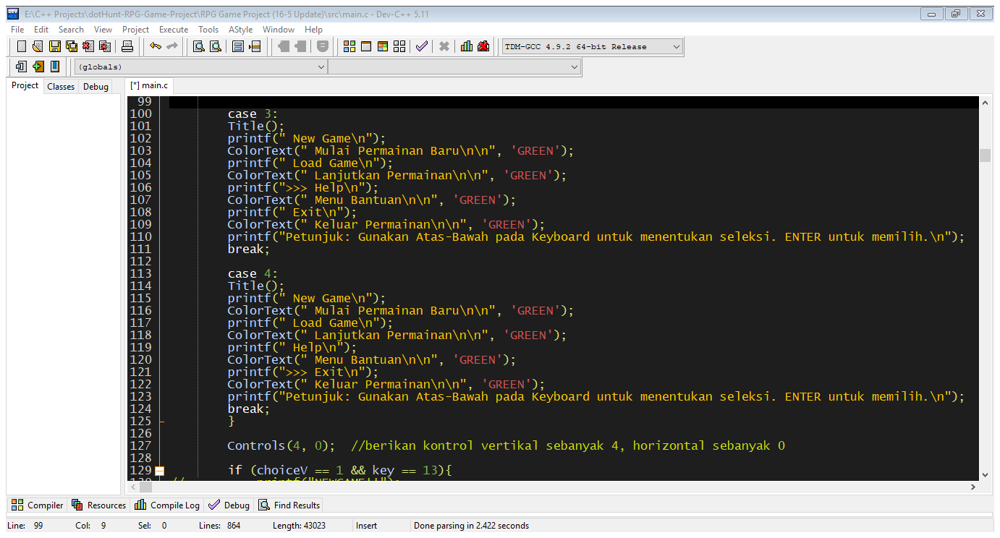 E:\C++ Projects\dotHunt-RPG-Game-Project\RPG Game Project (16-5 Update)\src\main.c - Dev-C++ 5.11
File Edit Search View Project Execute Tools AStyle Window Help
TDM-GCC 4.9.2 64-bit Release
(globals)
Project Classes Debug [*] main.c
99
100 case 3:
101 Title();
102 printf(" New Game\n");
103 ColorText(" Mulai Permainan Baru\n\n", 'GREEN');
104 printf(" Load Game\n");
105 ColorText(" Lanjutkan Permainan\n\n", 'GREEN');
106 printf(">>> Help\n");
107 ColorText(" Menu Bantuan\n\n", 'GREEN');
108 printf(" Exit\n");
109 ColorText(" Keluar Permainan\n\n", 'GREEN');
110 printf("Petunjuk: Gunakan Atas-Bawah pada Keyboard untuk menentukan seleksi. ENTER untuk memilih.\n");
111 break;
112
113 case 4:
114 Title();
115 printf(" New Game\n");
116 ColorText(" Mulai Permainan Baru\n\n", 'GREEN');
117 printf(" Load Game\n");
118 ColorText(" Lanjutkan Permainan\n\n", 'GREEN');
119 printf(" Help\n");
120 ColorText(" Menu Bantuan\n\n", 'GREEN');
121 printf(">>> Exit\n");
122 ColorText(" Keluar Permainan\n\n", 'GREEN');
123 printf("Petunjuk: Gunakan Atas-Bawah pada Keyboard untuk menentukan seleksi. ENTER untuk memilih.\n");
124 break;
125 }
126
127 Controls(4, 0); //berikan kontrol vertikal sebanyak 4, horizontal sebanyak 0
128
129 if (choiceV == 1 && key == 13){
130 // printf("NEWGAME!!");
Compiler Resources Compile Log Debug Find Results
Line: 99 Col: 9 Sel: 0 Lines: 864 Length: 43023 Insert Done parsing in 2.422 seconds